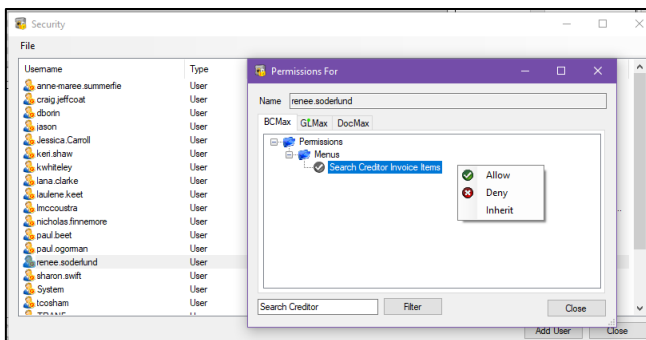 Security
File
Username Type
anne-maree.summerfie User
craig.jeffcoat User
dborin User
jason User
Jessica.Carroll User
keri.shaw User
kwhiteley User
lana.clarke User
laulene.keet User
lmccoustra User
nicholas.finnemore User
paul.beet User
paul.ogorman User
renee.soderlund User
sharon.swift User
System User
tcosham User
Permissions For
Name renee.soderlund
BCMax GLMax DocMax
Permissions
Menus
Search Creditor Invoice Items
Allow
Deny
Inherit
Search Creditor Filter Close
Add User Close